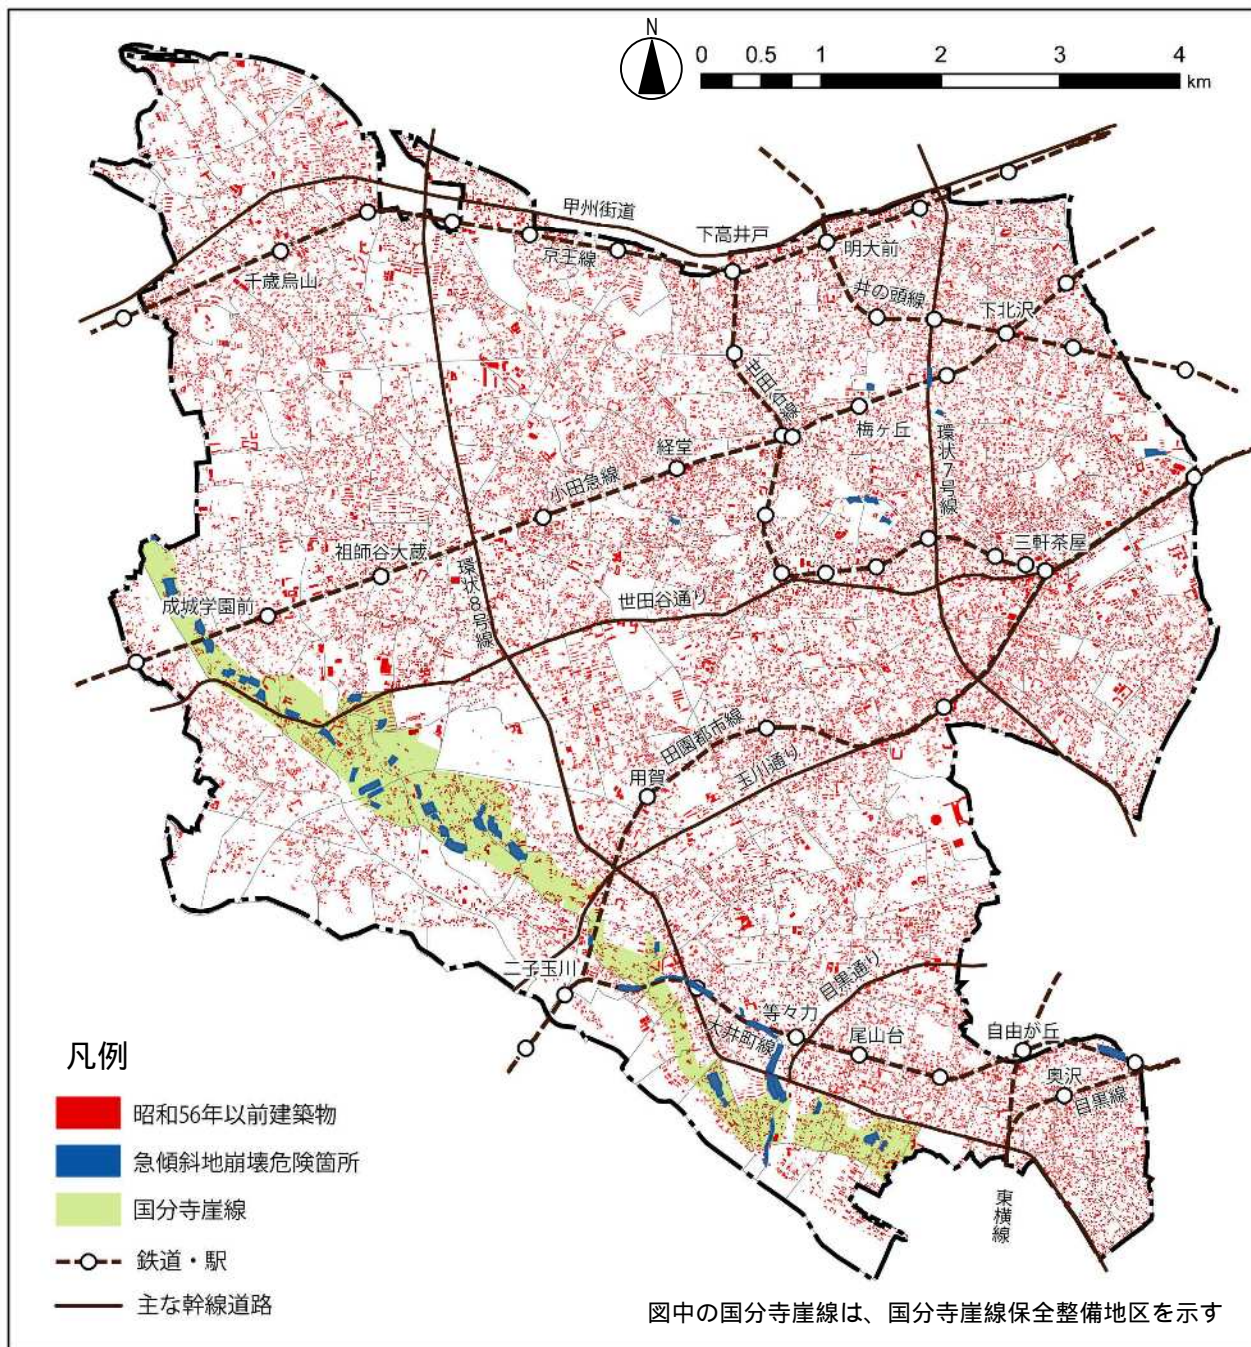 N
0 0.5 1 2 3 4
km
甲州街道
下高井戸
京王線
明大前
千歳烏山
井の頭線
下北沢
世田谷線
梅ヶ丘
環状7号線
経堂
小田急線
三軒茶屋
祖師谷大蔵
環状8号線
成城学園前
世田谷通り
田園都市線
玉川通り
用賀
二子玉川
目黒通り
等々力
大井町線
尾山台
自由が丘
奥沢
目黒線
東横線
凡例
昭和56年以前建築物
急傾斜地崩壊危険箇所
国分寺崖線
鉄道・駅
主な幹線道路
図中の国分寺崖線は、国分寺崖線保全整備地区を示す